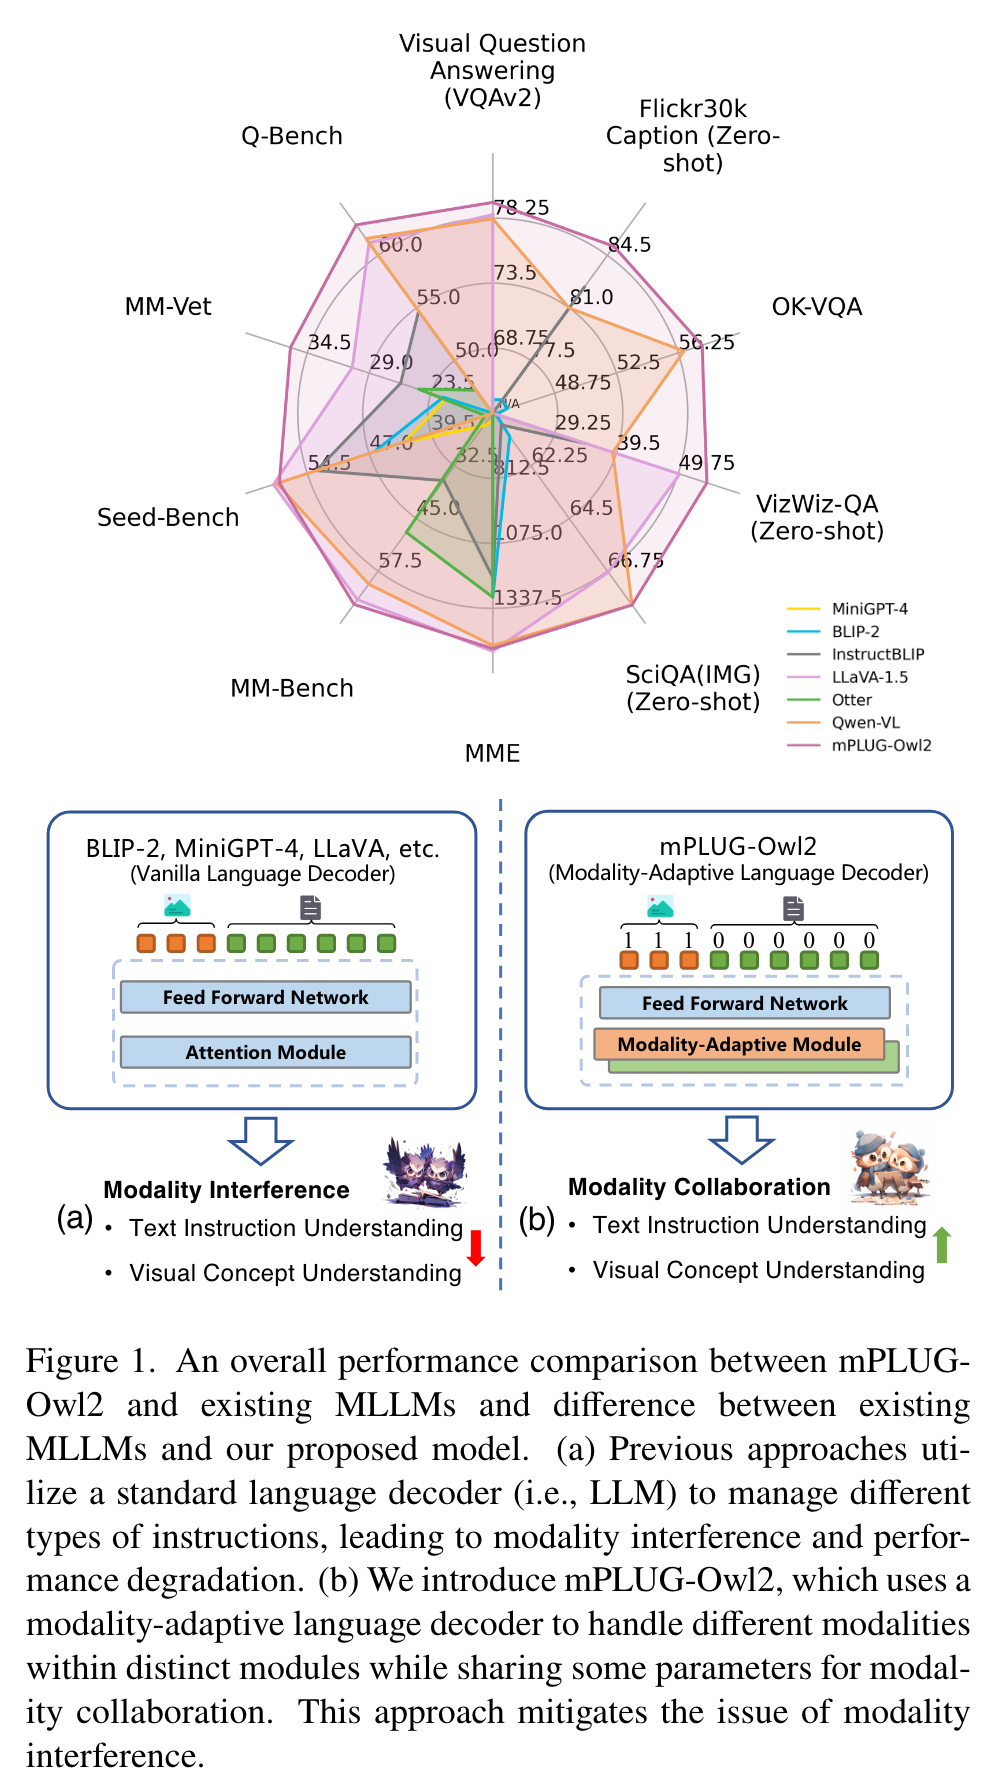 Visual Question
Answering
(VQAv2)
Flickr30k
Caption (Zero-
shot)
Q-Bench
OK-VQA
MM-Vet
VizWiz-QA
(Zero-shot)
Seed-Bench
SciQA(IMG)
(Zero-shot)
MM-Bench
MME
78.25
73.5
68.75
84.5
81.0
77.5
56.25
52.5
48.75
29.25
39.5
49.75
62.25
64.5
66.75
812.5
1075.0
1337.5
32.5
45.0
57.5
39.5
47.0
54.5
23.5
29.0
34.5
50.0
55.0
60.0
N/A
MiniGPT-4
BLIP-2
InstructBLIP
LLaVA-1.5
Otter
Qwen-VL
mPLUG-Owl2
BLIP-2, MiniGPT-4, LLaVA, etc.
(Vanilla Language Decoder)
Feed Forward Network
Attention Module
Modality Interference
(a)
• Text Instruction Understanding
• Visual Concept Understanding
mPLUG-Owl2
(Modality-Adaptive Language Decoder)
1 1 1 0 0 0 0 0 0
Feed Forward Network
Modality-Adaptive Module
Modality Collaboration
(b)
• Text Instruction Understanding
• Visual Concept Understanding
Figure 1. An overall performance comparison between mPLUG-
Owl2 and existing MLLMs and difference between existing
MLLMs and our proposed model. (a) Previous approaches uti-
lize a standard language decoder (i.e., LLM) to manage different
types of instructions, leading to modality interference and perfor-
mance degradation. (b) We introduce mPLUG-Owl2, which uses a
modality-adaptive language decoder to handle different modalities
within distinct modules while sharing some parameters for modal-
ity collaboration. This approach mitigates the issue of modality
interference.